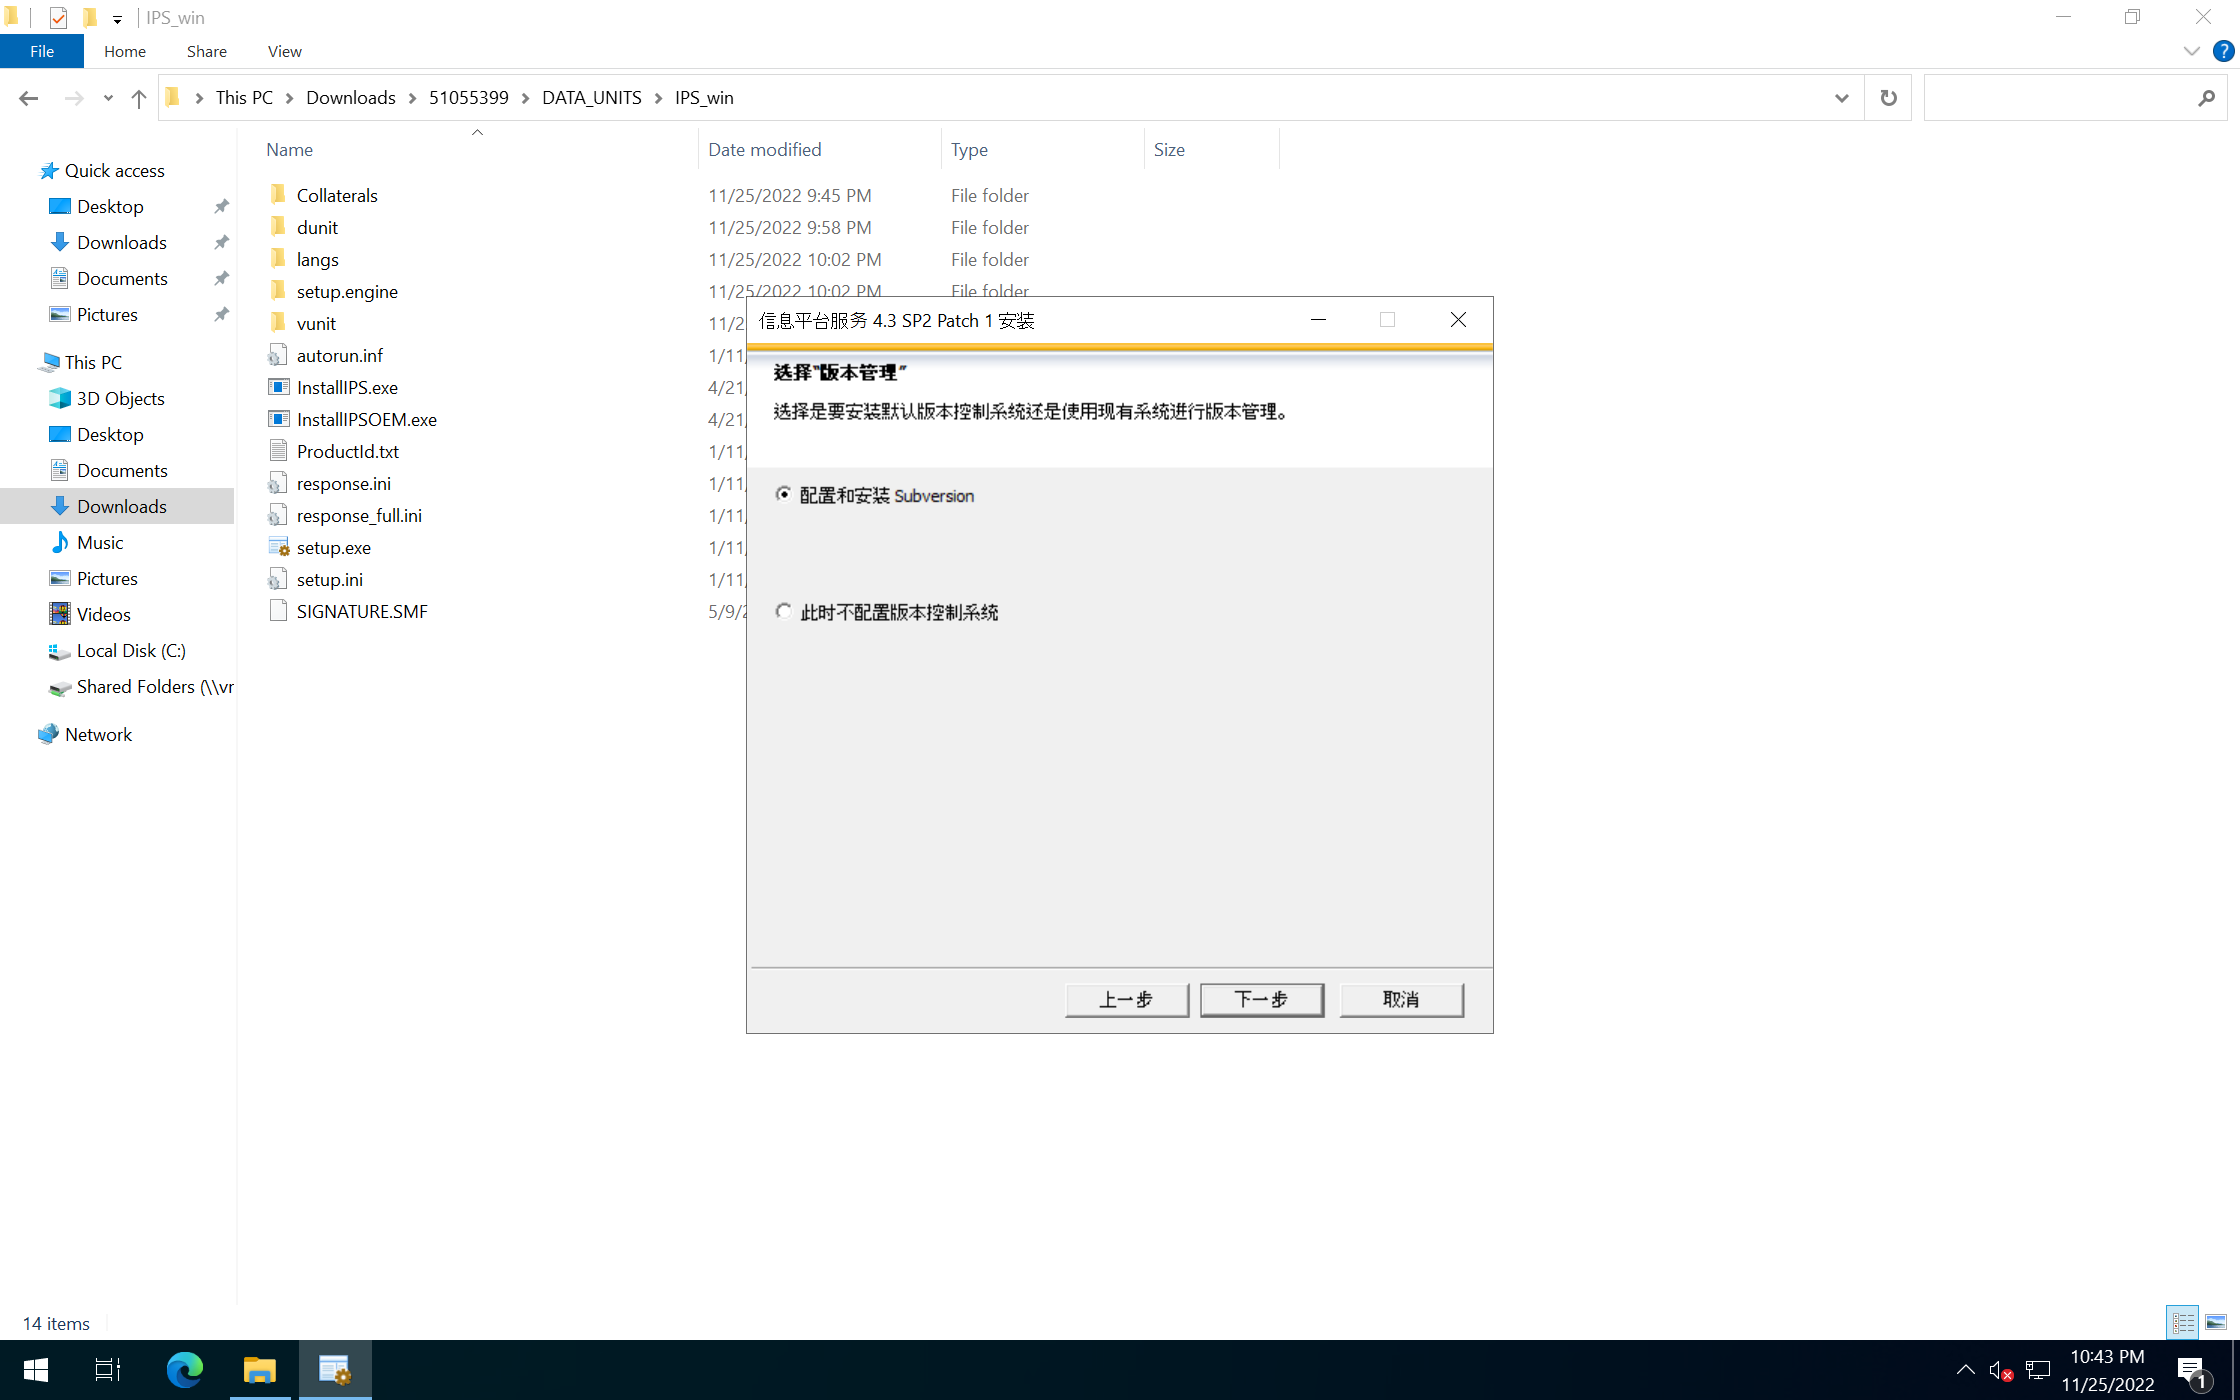 IPS_win
File Home Share View
This PC Downloads 51055399 DATA_UNITS IPS_win
Name Date modified Type Size
Quick access
Desktop
Downloads
Documents
Pictures
This PC
3D Objects
Desktop
Documents
Downloads
Music
Pictures
Videos
Local Disk (C:)
Shared Folders (\\vr
Network
Collaterals 11/25/2022 9:45 PM File folder
dunit 11/25/2022 9:58 PM File folder
langs 11/25/2022 10:02 PM File folder
setup.engine 11/25/2022 10:02 PM File folder
vunit 11/2
autorun.inf 1/11/
InstallIPS.exe 4/21/
InstallIPSOEM.exe 4/21/
ProductId.txt 1/11/
response.ini 1/11/
response_full.ini 1/11/
setup.exe 1/11/
setup.ini 1/11/
SIGNATURE.SMF 5/9/2
信息平台服务 4.3 SP2 Patch 1 安装
选择“版本管理”
选择是要安装默认版本控制系统还是使用现有系统进行版本管理。
配置和安装 Subversion
此时不配置版本控制系统
上一步 下一步 取消
14 items
10:43 PM
11/25/2022
1